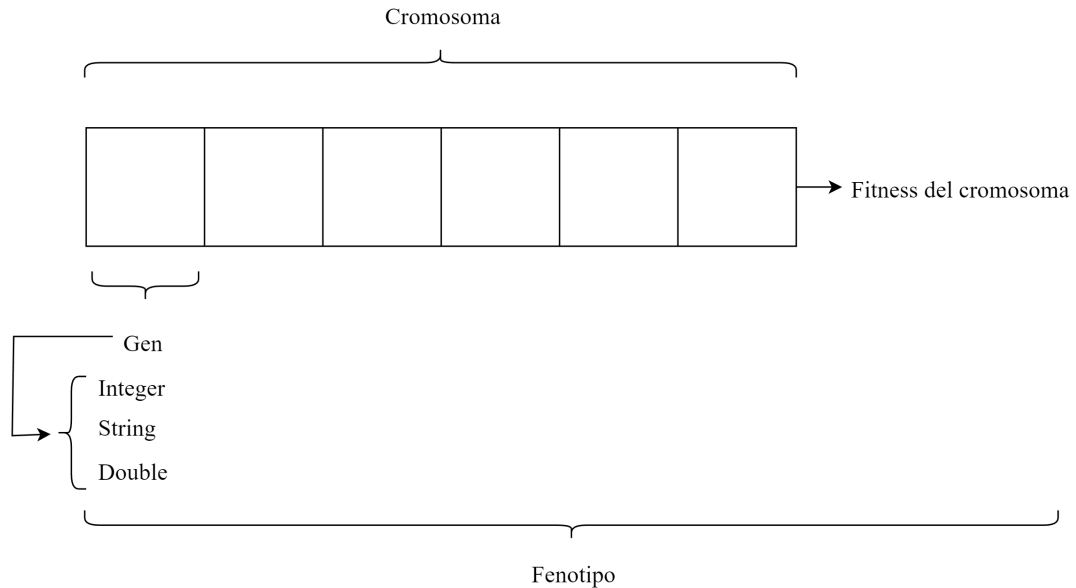 Cromosoma
Fitness del cromosoma
Gen
Integer
String
Double
Fenotipo